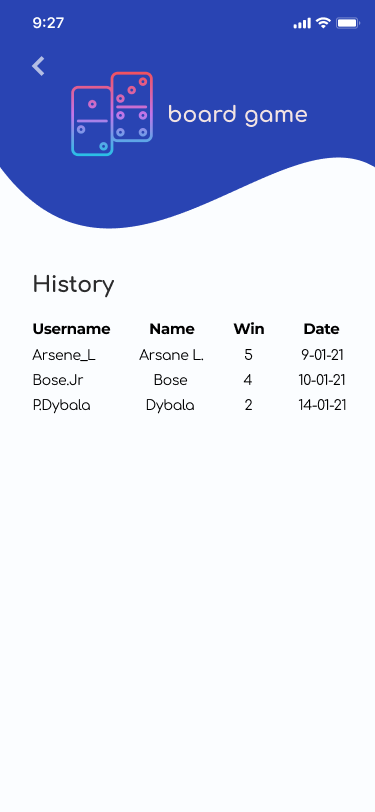 9:27
board game
History
Username Name Win Date
Arsene_L Arsane L. 5 9-01-21
Bose.Jr Bose 4 10-01-21
P.Dybala Dybala 2 14-01-21